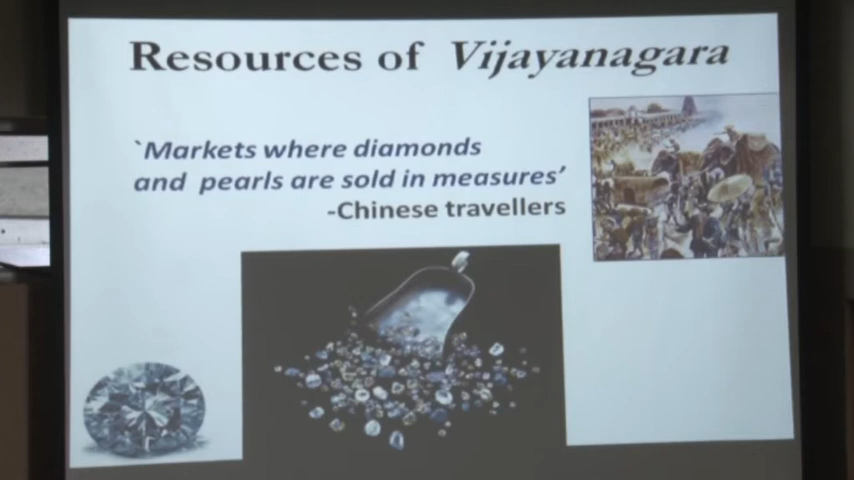 Resources of Vijayanagara
`Markets where diamonds
and pearls are sold in measures’
-Chinese travellers